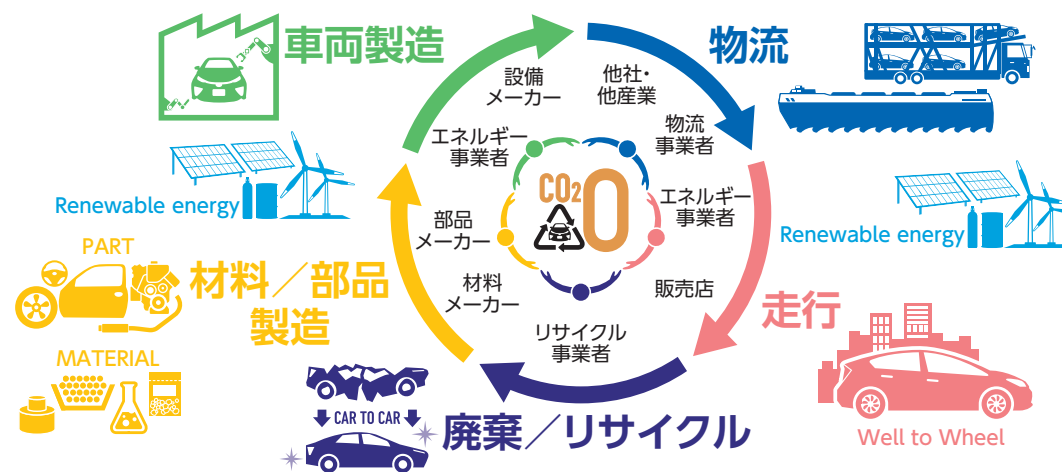 車両製造
物流
設備
メーカー
他社・
他産業
エネルギー
事業者
物流
事業者
Renewable energy
CO2
0
エネルギー
事業者
Renewable energy
部品
メーカー
PART
材料／部品
製造
材料
メーカー
販売店
走行
リサイクル
事業者
MATERIAL
CAR TO CAR
廃棄／リサイクル
Well to Wheel